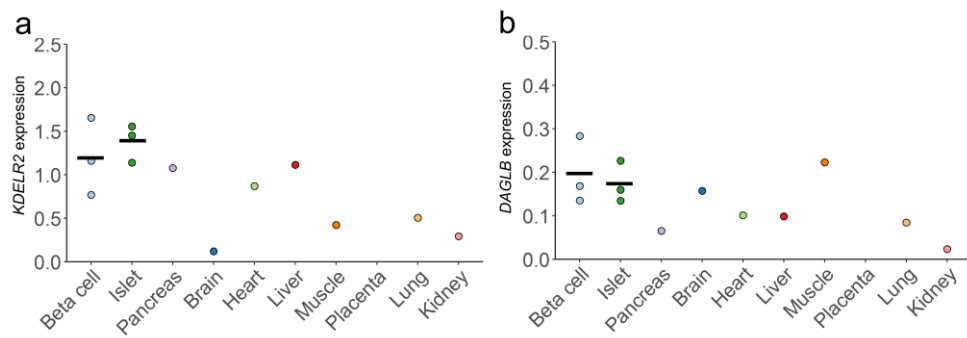 a
KDELR2 expression
2.5
2.0
1.5
1.0
0.5
0.0
Beta cell
Islet
Pancreas
Brain
Heart
Liver
Muscle
Placenta
Lung
Kidney
b
DAGLB expression
0.5
0.4
0.3
0.2
0.1
0.0
Beta cell
Islet
Pancreas
Brain
Heart
Liver
Muscle
Placenta
Lung
Kidney